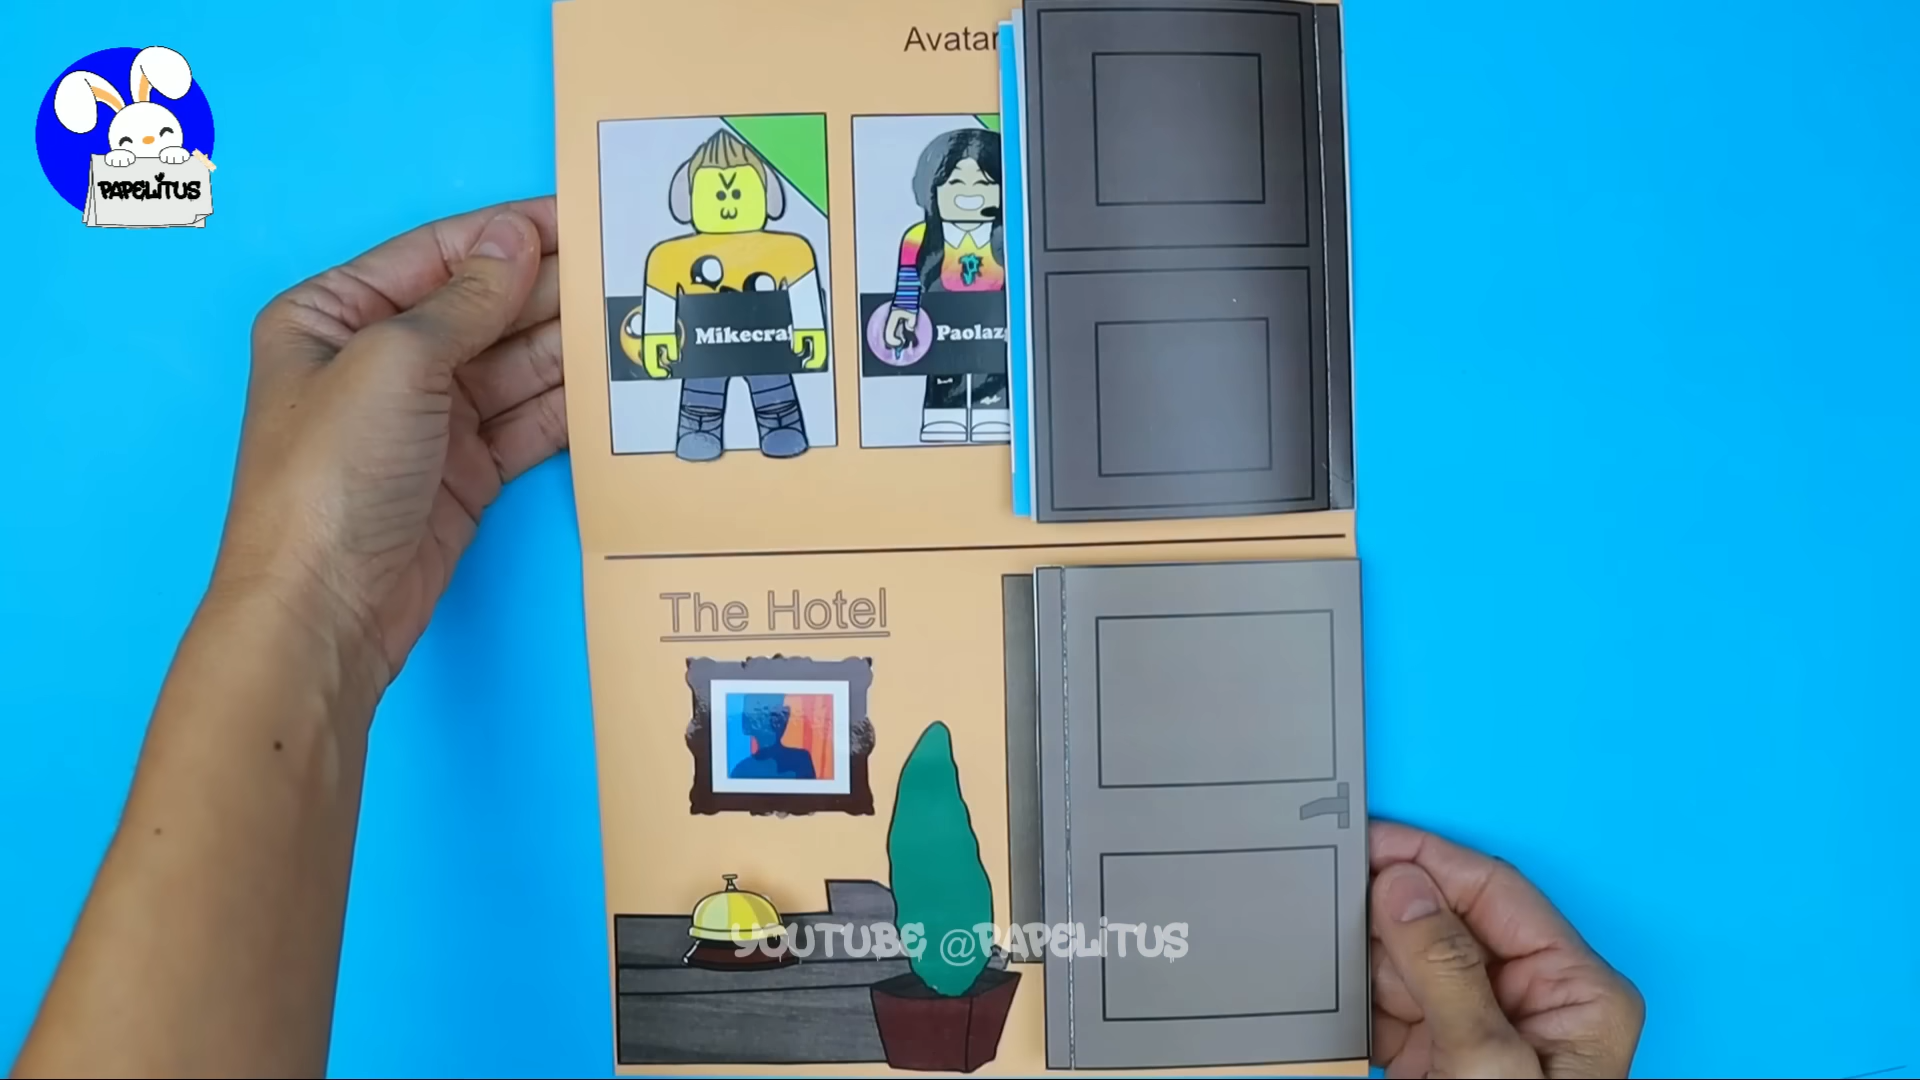 PAPELITUS
Avatar
Mikecra
Paolaz
The Hotel
YOUTUBE @PAPELITUS